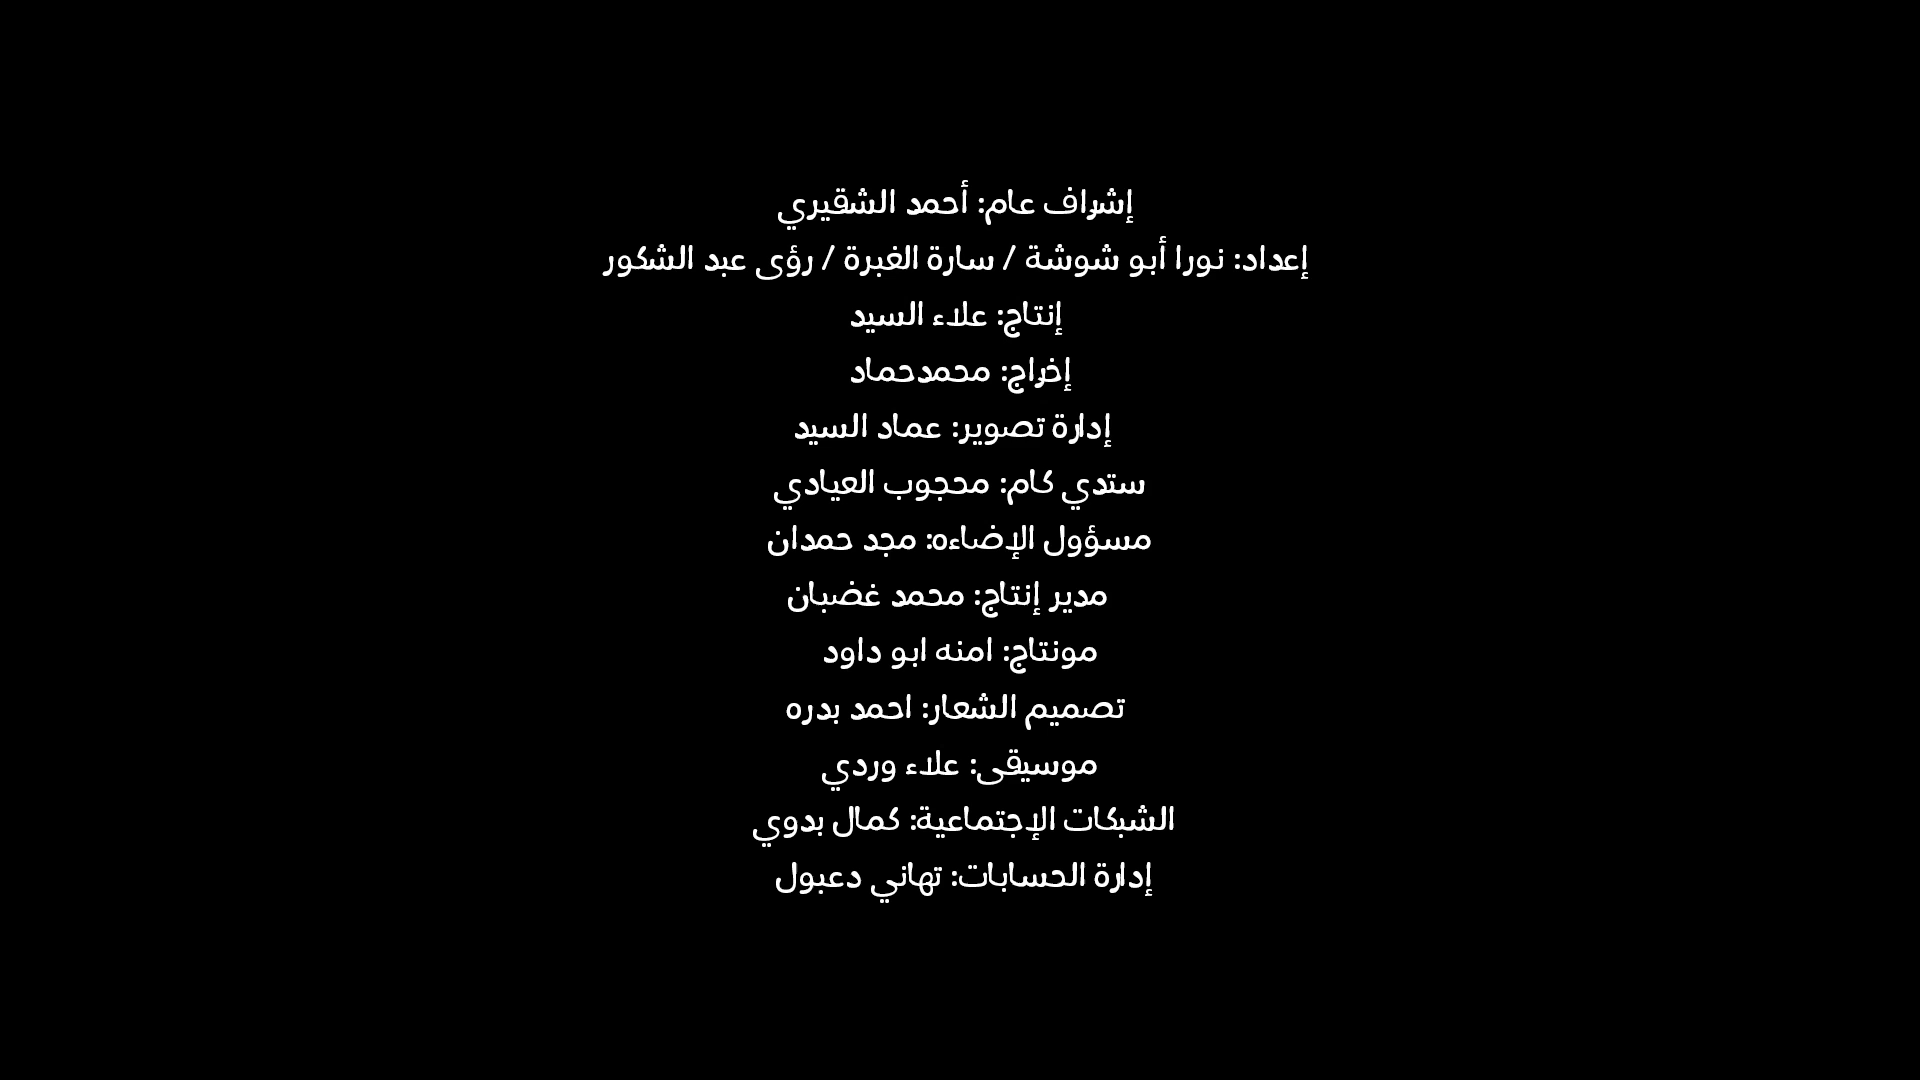 إشراف عام: أحمد الشقيري
إعداد: نورا أبو شوشة / سارة الغبرة / رؤى عبد الشكور
إنتاج: علاء السيد
إخراج: محمدحماد
إدارة تصوير: عماد السيد
ستدي كام: محجوب العيادي
مسؤول الإضاءه: مجد حمدان
مدير إنتاج: محمد غضبان
مونتاج: امنه ابو داود
تصميم الشعار: احمد بدره
موسيقى: علاء وردي
الشبكات الإجتماعية: كمال بدوي
إدارة الحسابات: تهاني دعبول